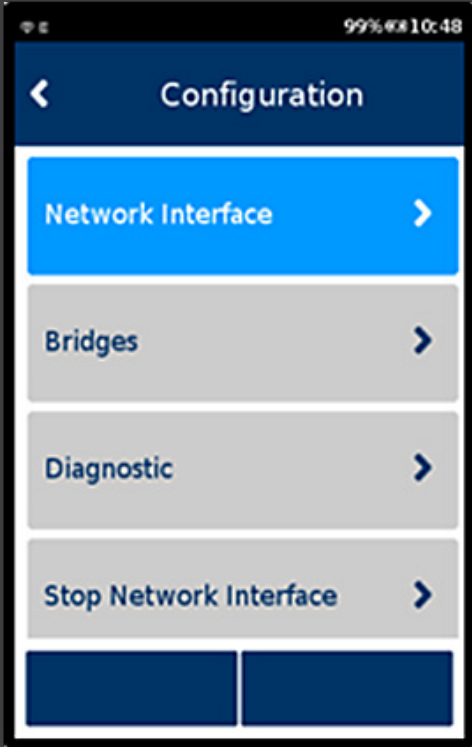 99% 10:48
Configuration
Network Interface
Bridges
Diagnostic
Stop Network Interface